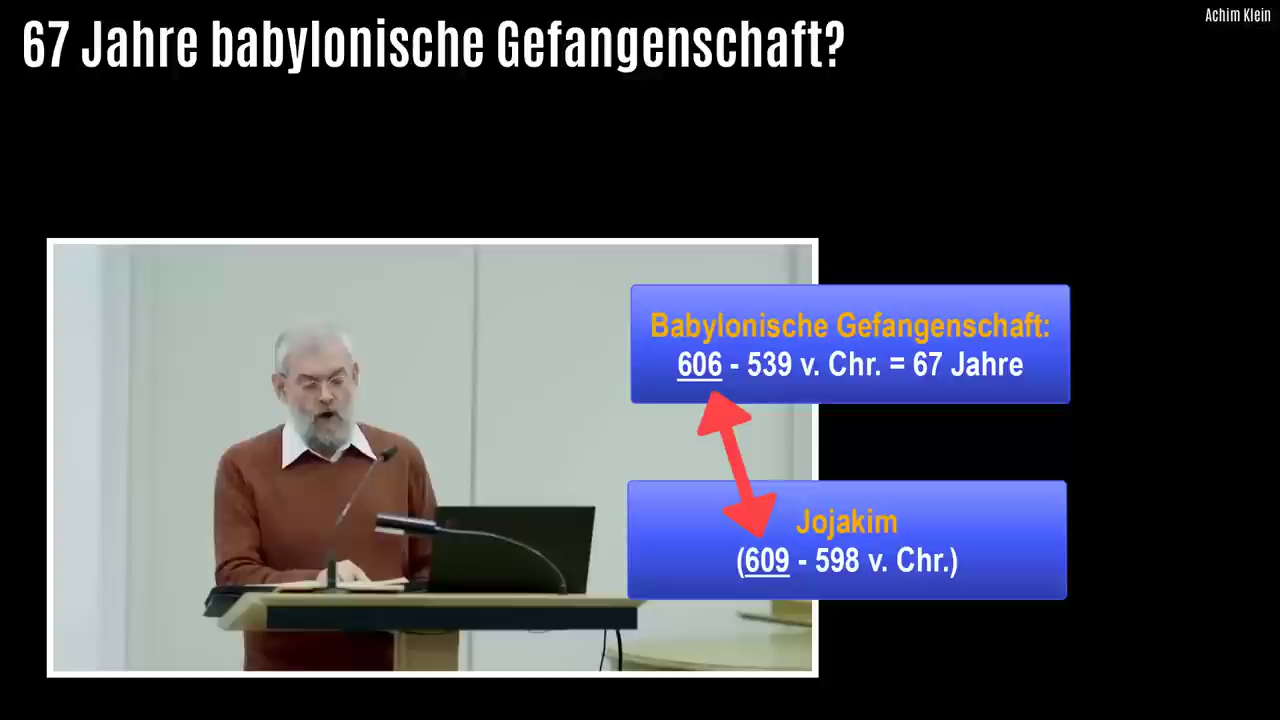 Achim Klein
67 Jahre babylonische Gefangenschaft?
Babylonische Gefangenschaft:
606 - 539 v. Chr. = 67 Jahre
Jojakim
(609 - 598 v. Chr.)